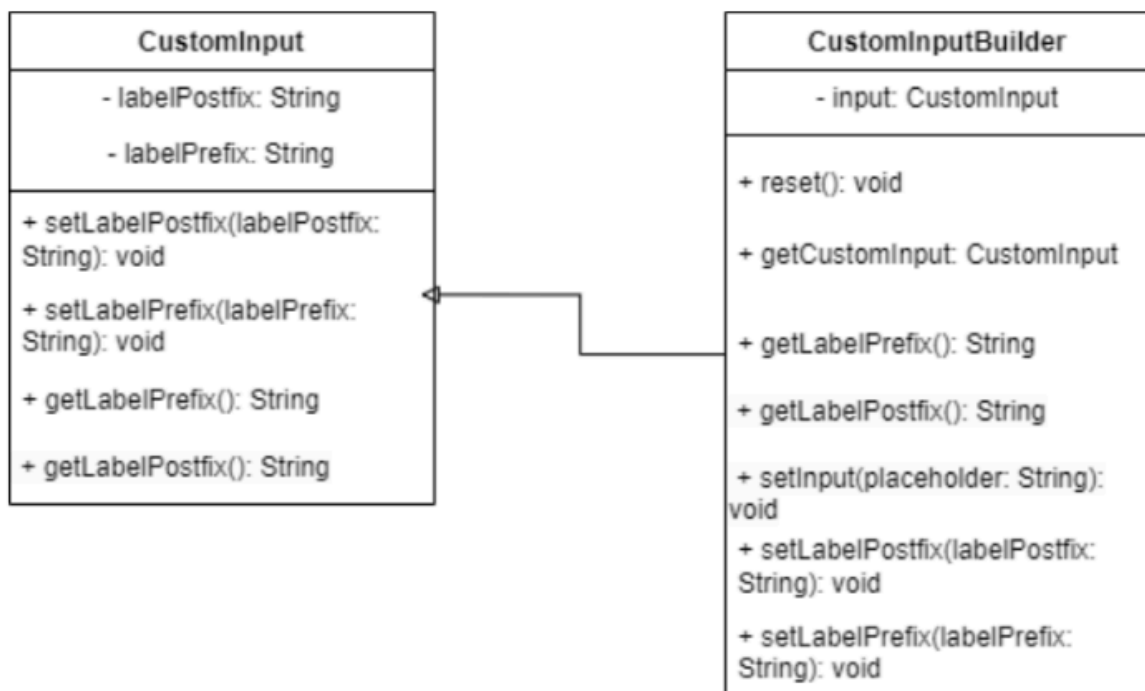 CustomInput
- labelPostfix: String
- labelPrefix: String
+ setLabelPostfix(labelPostfix:
String): void
+ setLabelPrefix(labelPrefix:
String): void
+ getLabelPrefix(): String
+ getLabelPostfix(): String
CustomInputBuilder
- input: CustomInput
+ reset(): void
+ getCustomInput: CustomInput
+ getLabelPrefix(): String
+ getLabelPostfix(): String
+ setInput(placeholder: String):
void
+ setLabelPostfix(labelPostfix:
String): void
+ setLabelPrefix(labelPrefix:
String): void